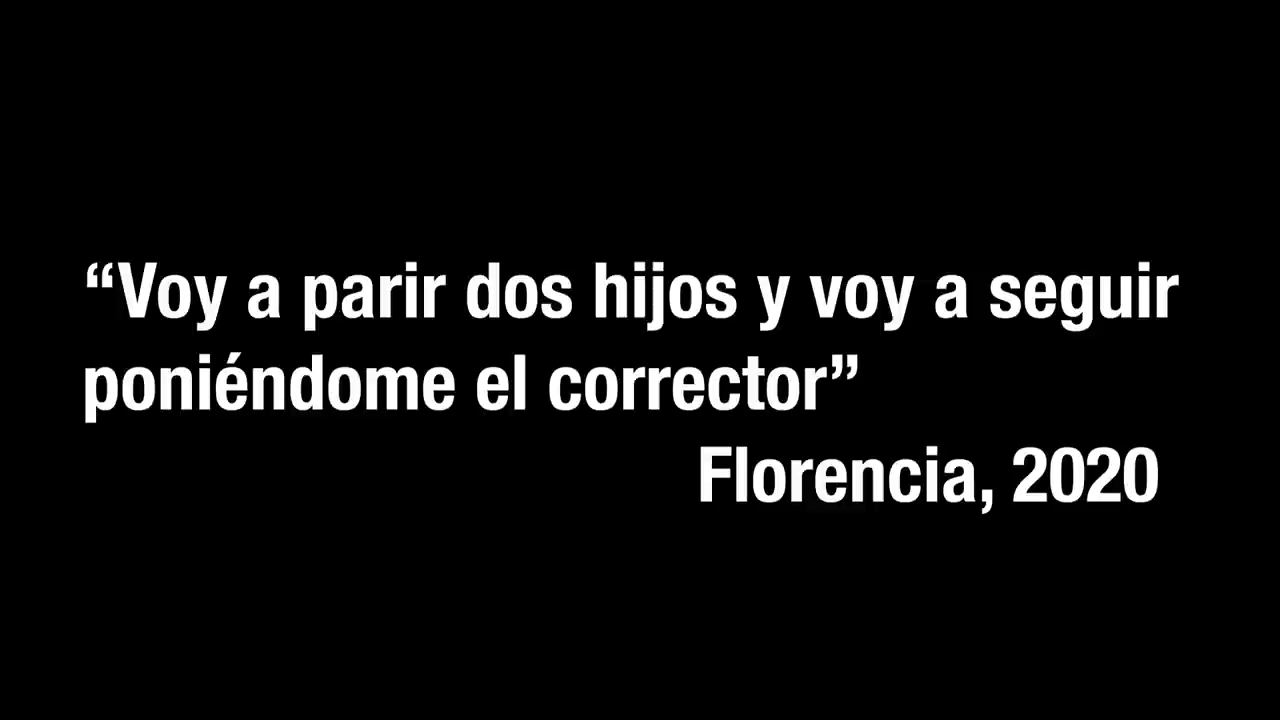 “Voy a parir dos hijos y voy a seguir
poniéndome el corrector”
Florencia, 2020